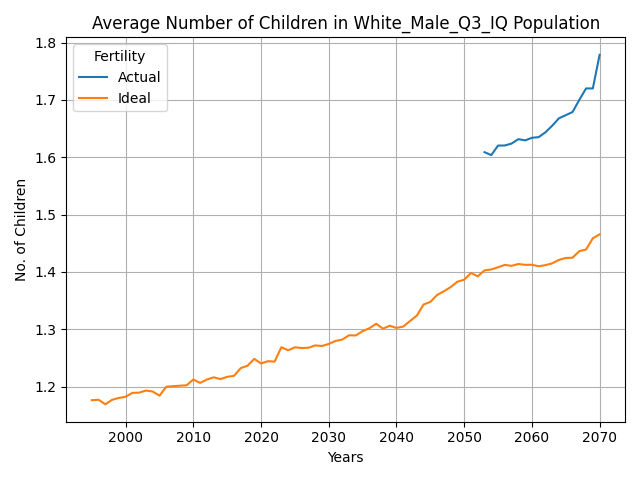 Average Number of Children in White_Male_Q3_IQ Population
Fertility
Actual
Ideal
No. of Children
1.8
1.7
1.6
1.5
1.4
1.3
1.2
2000 2010 2020 2030 2040 2050 2060 2070
Years